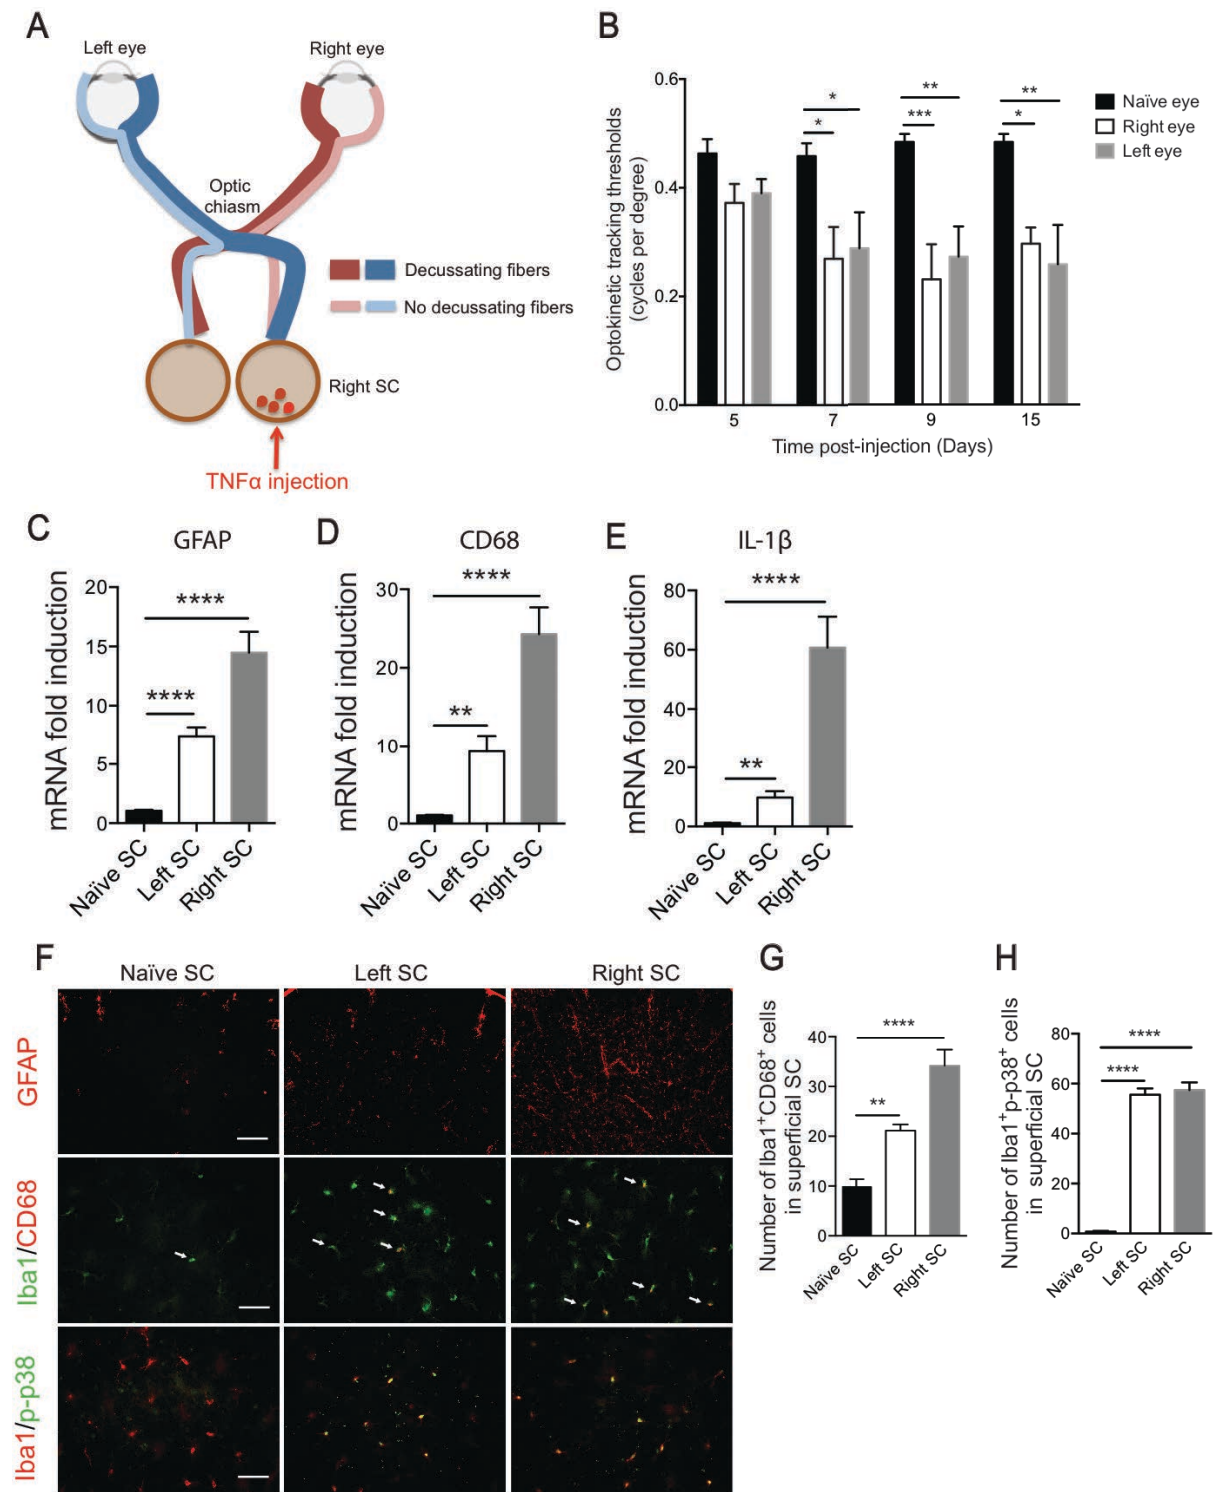 A
Left eye
Right eye
Optic
chiasm
Decussating fibers
No decussating fibers
Right SC
TNFα injection
B
Optokinetic tracking thresholds
(cycles per degree)
0.6
0.4
0.2
0.0
*
*
**
***
**
*
5
7
9
15
Time post-injection (Days)
Naïve eye
Right eye
Left eye
C
GFAP
mRNA fold induction
20
15
10
5
0
****
****
Naïve SC
Left SC
Right SC
D
CD68
mRNA fold induction
30
20
10
0
****
**
Naïve SC
Left SC
Right SC
E
IL-1β
mRNA fold induction
80
60
40
20
0
****
**
Naïve SC
Left SC
Right SC
F
Naïve SC
Left SC
Right SC
GFAP
Iba1/CD68
Iba1/p-p38
G
Number of Iba1⁺CD68⁺ cells
in superficial SC
40
30
20
10
0
****
**
Naïve SC
Left SC
Right SC
H
Number of Iba1⁺p-p38⁺ cells
in superficial SC
80
60
40
20
0
****
****
Naïve SC
Left SC
Right SC